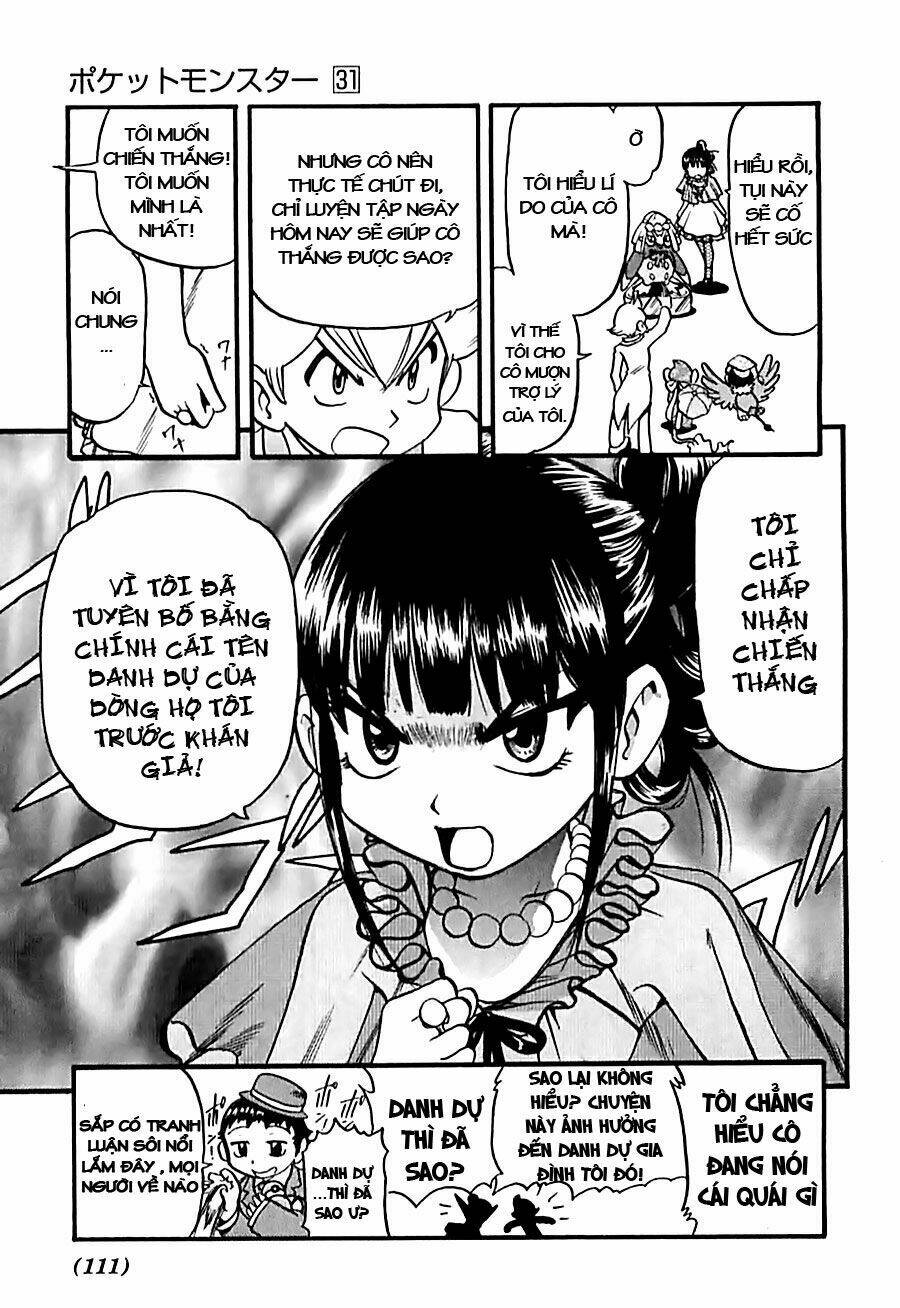 ポケットモンスター 31
HIỂU RỒI,
TỤI NÀY
SẼ CỐ
HẾT SỨC
Ờ
TÔI HIỂU LÍ
DO CỦA CÔ
MÀ!
VÌ THẾ
TÔI CHO
CÔ MƯỢN
TRỢ LÝ
CỦA TÔI.
NHƯNG CÔ NÊN
THỰC TẾ CHÚT ĐI,
CHỈ LUYỆN TẬP NGÀY
HÔM NAY SẼ GIÚP CÔ
THẮNG ĐƯỢC SAO?
TÔI MUỐN
CHIẾN THẮNG!
TÔI MUỐN
MÌNH LÀ
NHẤT!
NÓI
CHUNG
...
ワナ
ワナ
TÔI
CHỈ
CHẤP
NHẬN
CHIẾN
THẮNG
VÌ TÔI ĐÃ
TUYÊN BỐ BẰNG
CHÍNH CÁI TÊN
DANH DỰ CỦA
DÒNG HỌ TÔI
TRƯỚC KHÁN
GIẢ!
TÔI CHẲNG
HIỂU CÔ
ĐANG NÓI
CÁI QUÁI GÌ
SAO LẠI KHÔNG
HIỂU? CHUYỆN
NÀY ẢNH HƯỞNG
ĐẾN DANH DỰ GIA
ĐÌNH TÔI ĐÓ!
DANH DỰ
THÌ ĐÃ
SAO?
DANH DỰ
...THÌ ĐÃ
SAO Ư?
SẮP CÓ TRANH
LUẬN SÔI NỔI
LẮM ĐÂY , MỌI
NGƯỜI VỀ NÀO
(111)